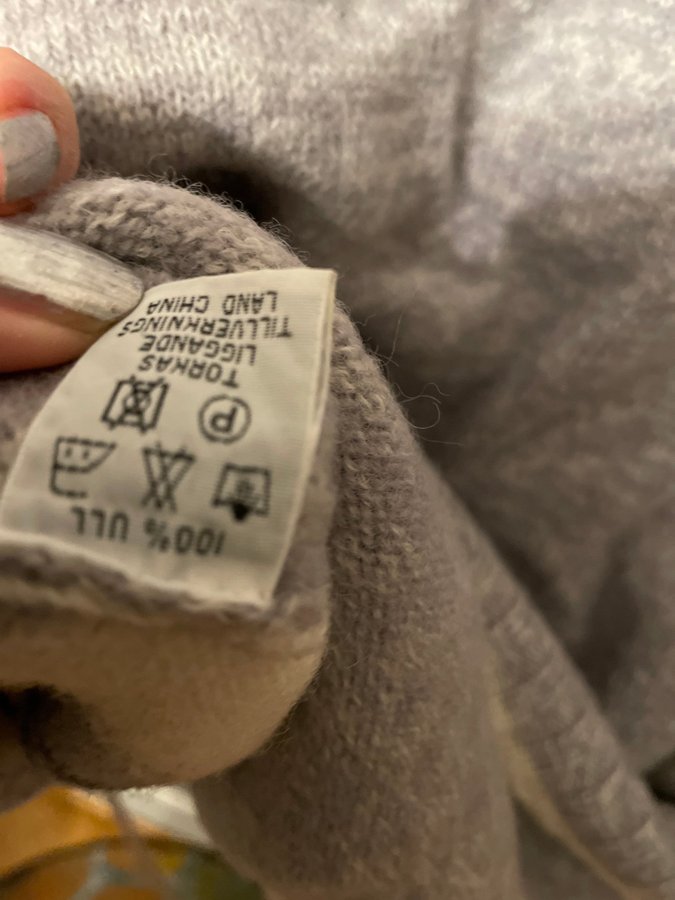 100% ULL
P
TORKAS
LIGGANDE
TILLVERKNINGS
LAND CHINA